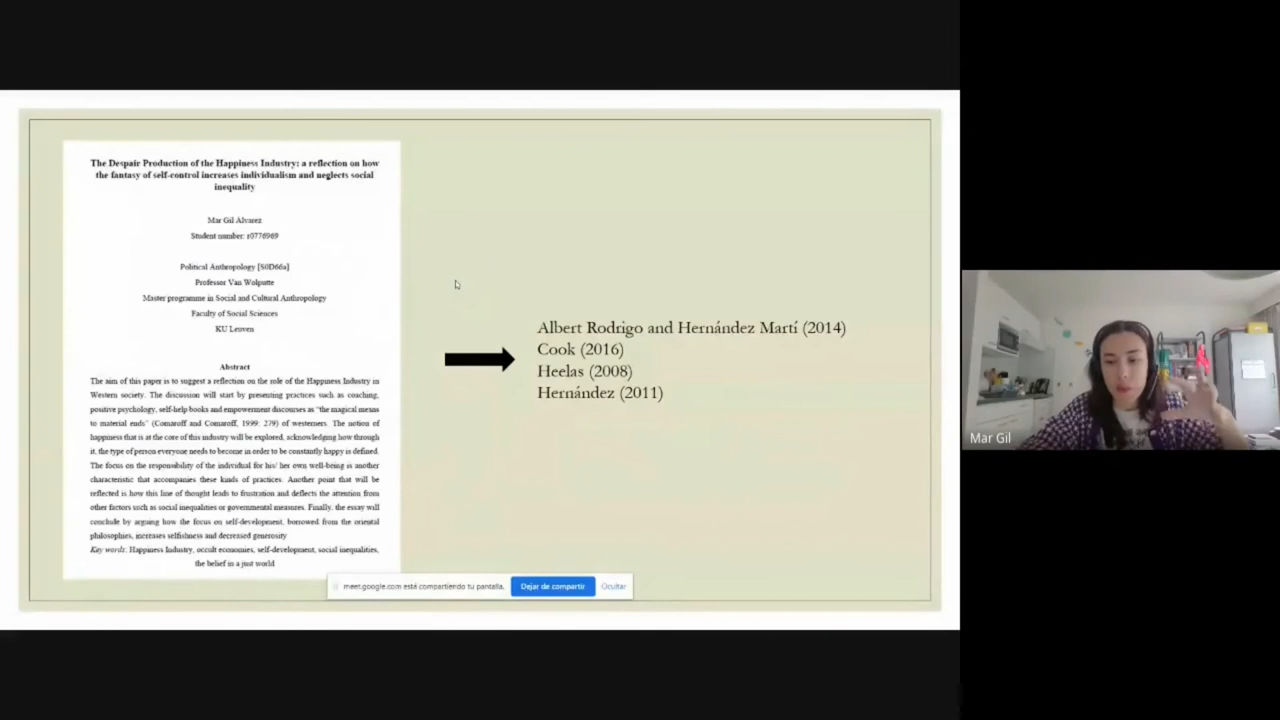 The Despair Production of the Happiness Industry: a reflection on how
the fantasy of self-control increases individualism and neglects social
inequality
Mar Gil Alvarez
Student number: r0776969
Political Anthropology [S0D66a]
Professor Van Wolputte
Master programme in Social and Cultural Anthropology
Faculty of Social Sciences
KU Leuven
Abstract
The aim of this paper is to suggest a reflection on the role of the Happiness Industry in
Western society. The discussion will start by presenting practices such as coaching,
positive psychology, self-help books and empowerment discourses as "the magical means
to material ends" (Comaroff and Comaroff, 1999: 279) of westerners. The notion of
happiness that is at the core of this industry will be explored, acknowledging how through
it, the type of person everyone needs to become in order to be constantly happy is defined.
The focus on the responsibility of the individual for his/ her own well-being is another
characteristic that accompanies these kinds of practices. Another point that will be
reflected is how this line of thought leads to frustration and deflects the attention from
other factors such as social inequalities or governmental measures. Finally, the essay will
conclude by arguing how the focus on self-development, borrowed from the oriental
philosophies, increases selfishness and decreased generosity
Key words: Happiness Industry, occult economies, self-development, social inequalities,
the belief in a just world
Albert Rodrigo and Hernández Martí (2014)
Cook (2016)
Heelas (2008)
Hernández (2011)
meet.google.com está compartiendo tu pantalla.
Dejar de compartir
Ocultar
Mar Gil